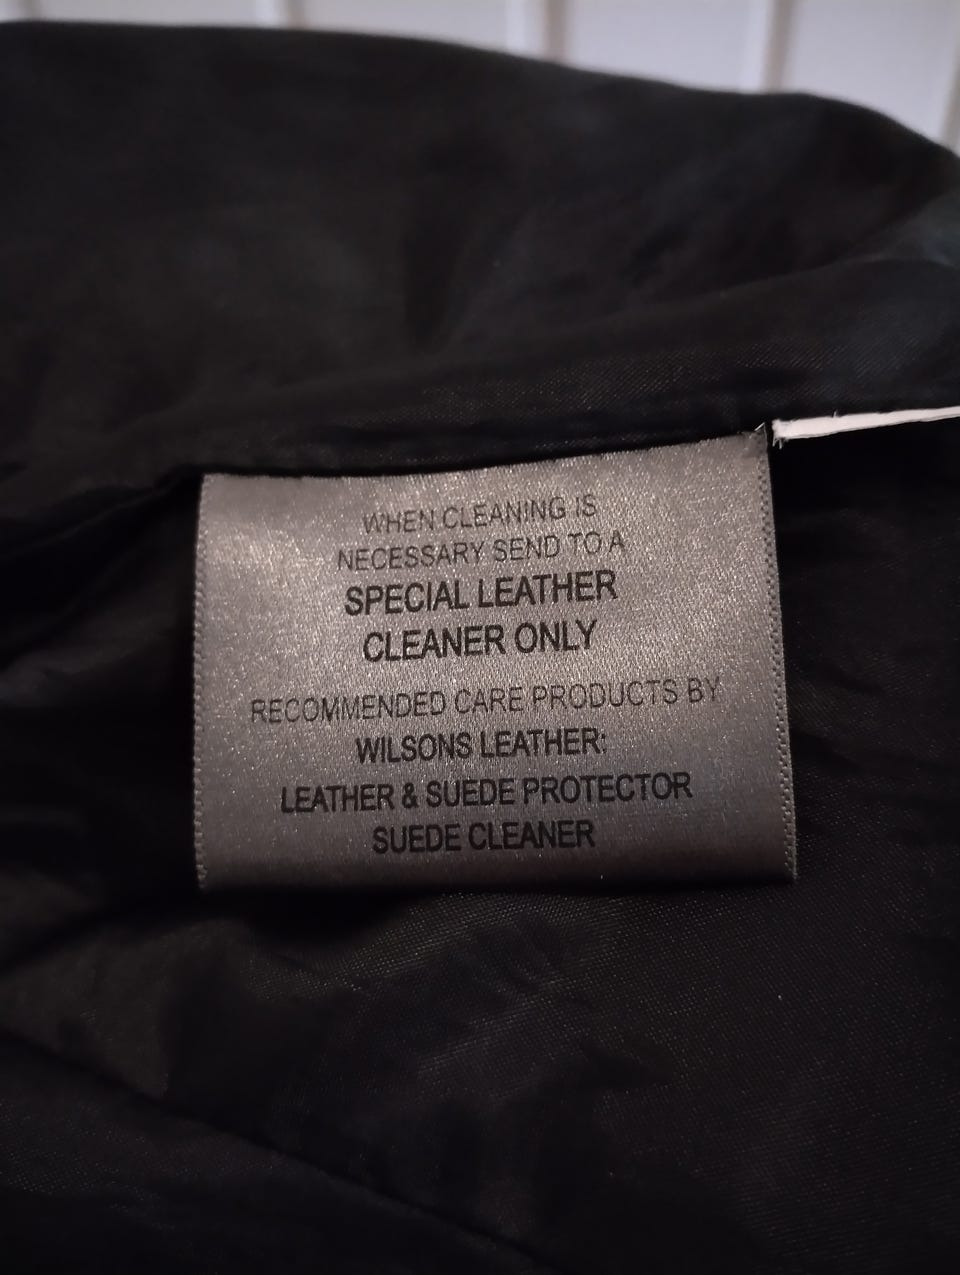 WHEN CLEANING IS
NECESSARY SEND TO A
SPECIAL LEATHER
CLEANER ONLY
RECOMMENDED CARE PRODUCTS BY
WILSONS LEATHER:
LEATHER & SUEDE PROTECTOR
SUEDE CLEANER